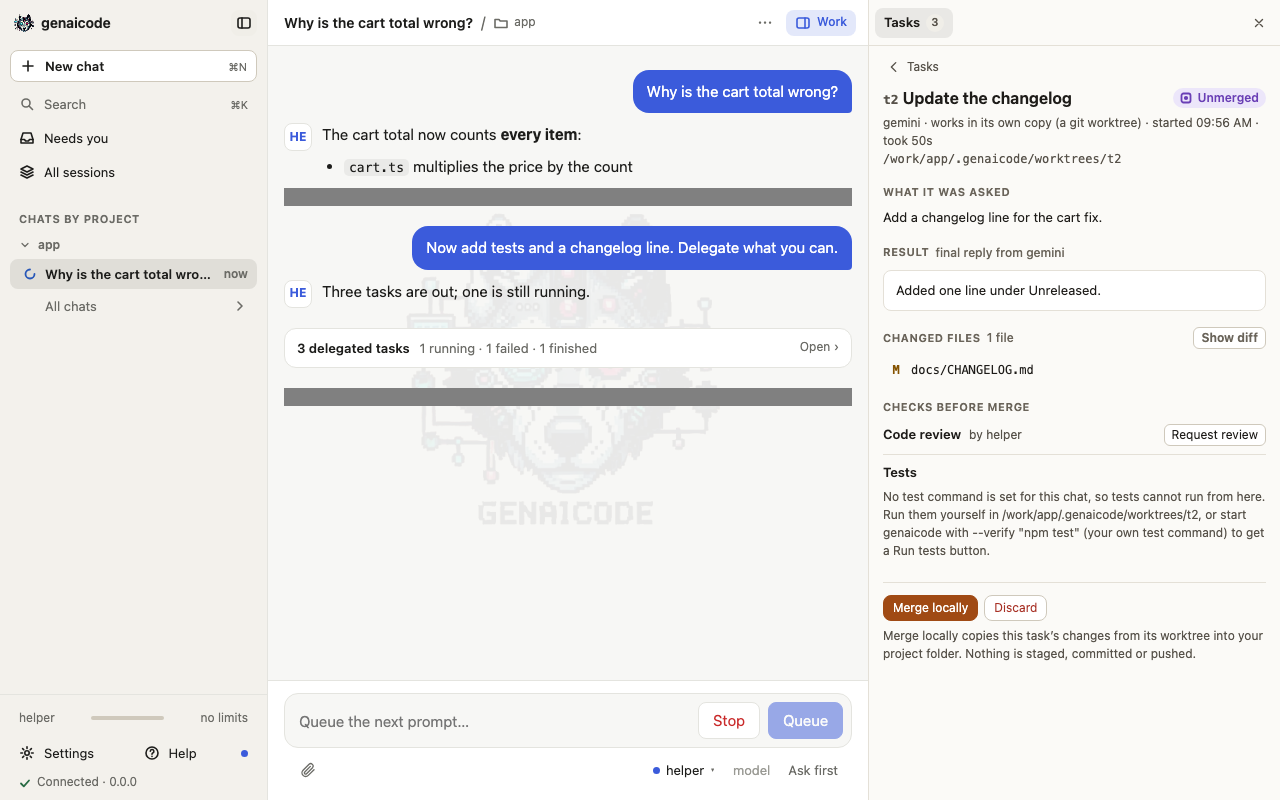 genaicode
New chat ⌘N
Search ⌘K
Needs you
All sessions
CHATS BY PROJECT
app
Why is the cart total wro... now
All chats
helper no limits
Settings Help
Connected · 0.0.0
Why is the cart total wrong? / app
··· Work
Why is the cart total wrong?
HE The cart total now counts every item:
• cart.ts multiplies the price by the count
Now add tests and a changelog line. Delegate what you can.
HE Three tasks are out; one is still running.
3 delegated tasks 1 running · 1 failed · 1 finished Open ›
GENAICODE
Queue the next prompt... Stop Queue
helper model Ask first
Tasks 3
Tasks
t2 Update the changelog Unmerged
gemini · works in its own copy (a git worktree) · started 09:56 AM ·
took 50s
/work/app/.genaicode/worktrees/t2
WHAT IT WAS ASKED
Add a changelog line for the cart fix.
RESULT final reply from gemini
Added one line under Unreleased.
CHANGED FILES 1 file Show diff
M docs/CHANGELOG.md
CHECKS BEFORE MERGE
Code review by helper Request review
Tests
No test command is set for this chat, so tests cannot run from here.
Run them yourself in /work/app/.genaicode/worktrees/t2, or start
genaicode with --verify "npm test" (your own test command) to get
a Run tests button.
Merge locally Discard
Merge locally copies this task's changes from its worktree into your
project folder. Nothing is staged, committed or pushed.